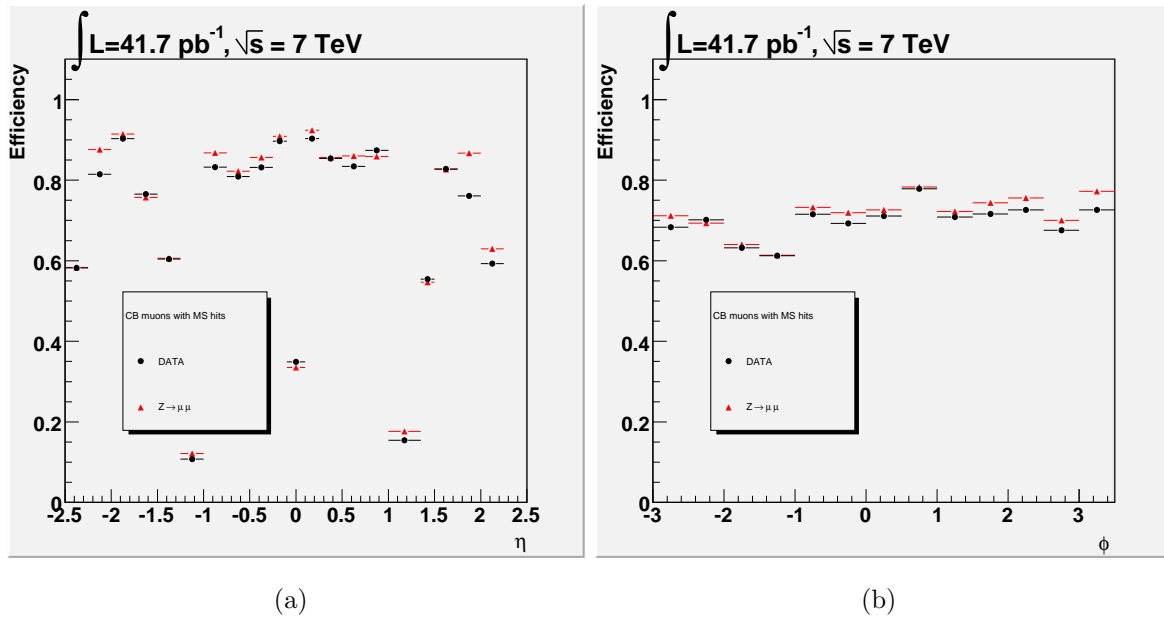 ∫L=41.7 pb⁻¹, √s = 7 TeV
Efficiency
1
0.8
0.6
0.4
0.2
0
CB muons with MS hits
DATA
Z→μμ
-2.5 -2 -1.5 -1 -0.5 0 0.5 1 1.5 2 2.5
η
(a)
∫L=41.7 pb⁻¹, √s = 7 TeV
Efficiency
1
0.8
0.6
0.4
0.2
0
CB muons with MS hits
DATA
Z→μμ
-3 -2 -1 0 1 2 3
φ
(b)